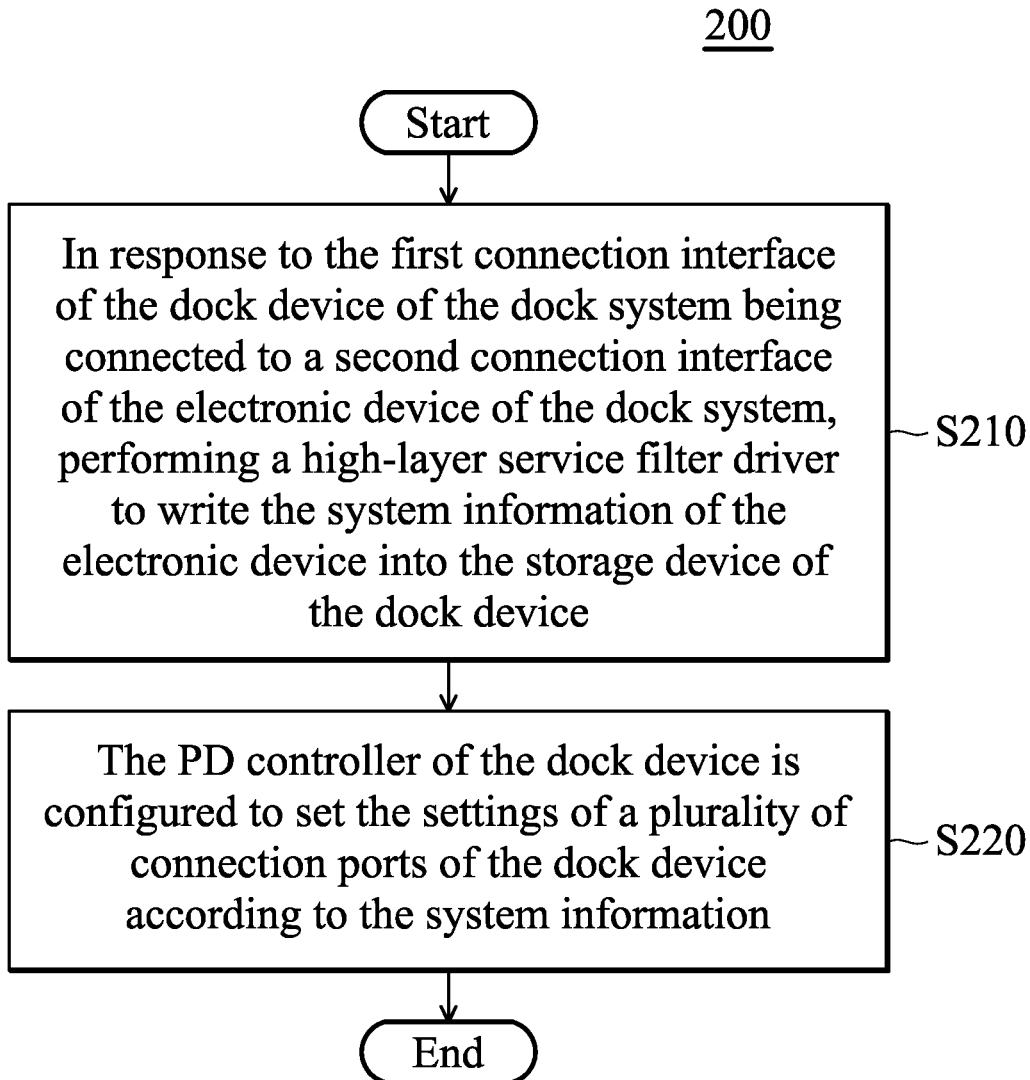 200
Start
In response to the first connection interface
of the dock device of the dock system being
connected to a second connection interface
of the electronic device of the dock system,
performing a high-layer service filter driver
to write the system information of the
electronic device into the storage device of
the dock device
S210
The PD controller of the dock device is
configured to set the settings of a plurality of
connection ports of the dock device
according to the system information
S220
End